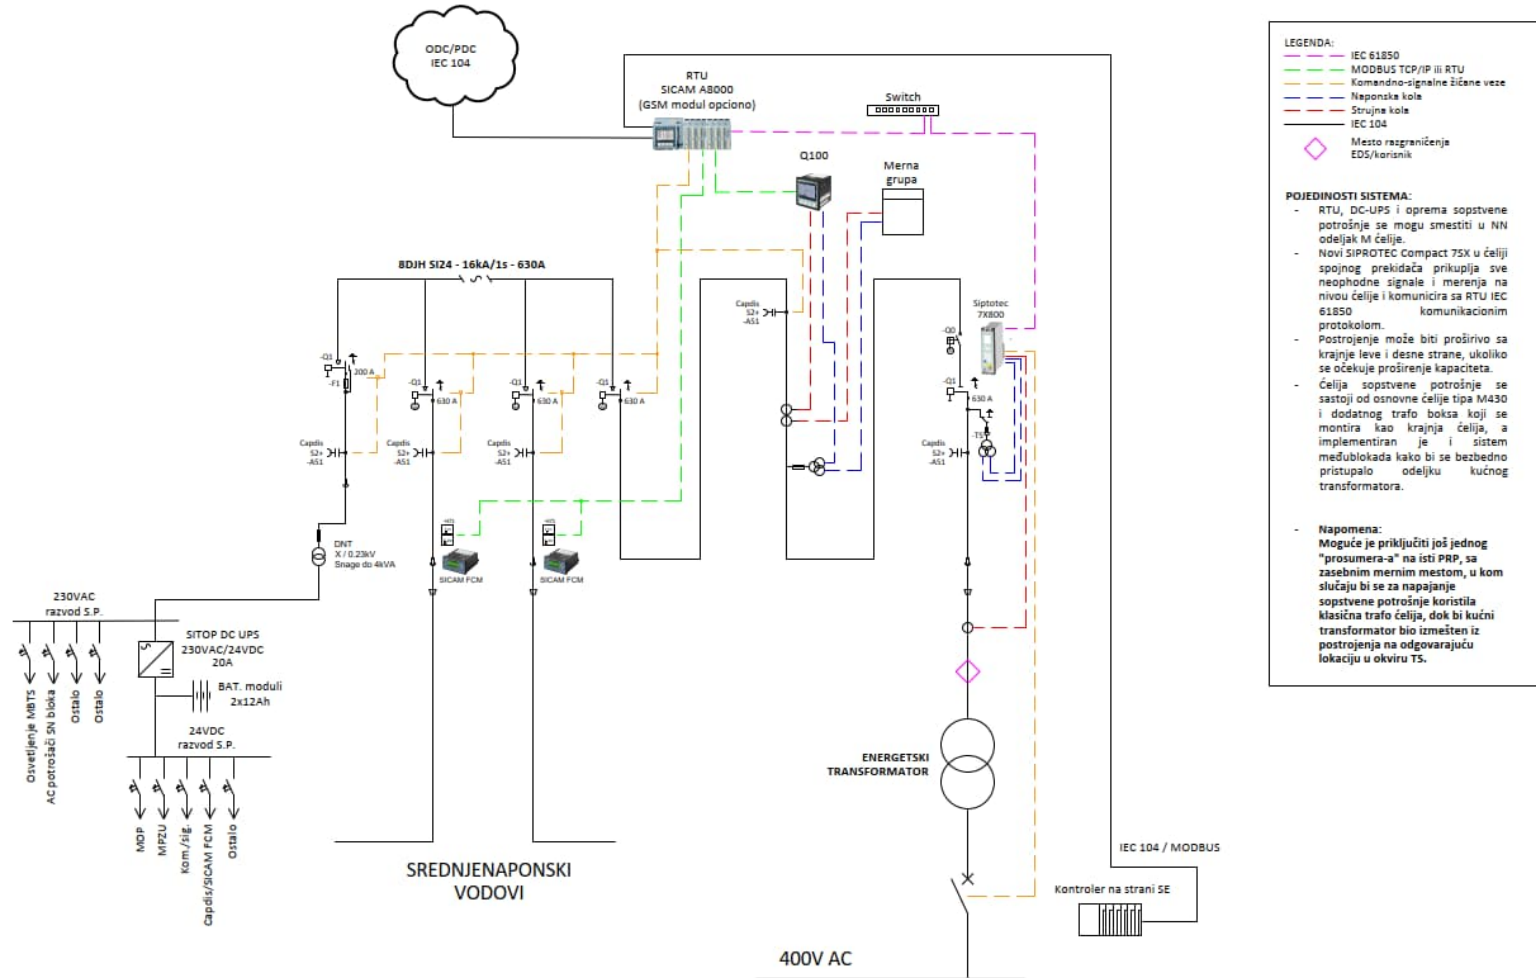 ODC/PDC
IEC 104
RTU
SICAM A8000
(GSM modul opciono)
Switch
Q100
Merna
grupa
8DJH SI24 - 16kA/1s - 630A
-Q1
200 A
-F1
-Q1
630 A
-Q1
630 A
-Q1
630 A
Capdis
S2+
-A51
Capdis
S2+
-A51
Capdis
S2+
-A51
Capdis
S2+
-A51
-Q0
Siptotec
7X800
-Q1
630 A
-T5
Capdis
S2+
-A51
DNT
X / 0.23kV
Snage do 4kVA
SICAM FCM
SICAM FCM
230VAC
razvod S.P.
SITOP DC UPS
230VAC/24VDC
20A
BAT. moduli
2x12Ah
Osvetljenje MBTS
AC potrošači SN bloka
Ostalo
Ostalo
24VDC
razvod S.P.
MOP
MPZU
Kom./sig.
Capdis/SICAM FCM
Ostalo
SREDNJENAPONSKI
VODOVI
ENERGETSKI
TRANSFORMATOR
400V AC
IEC 104 / MODBUS
Kontroler na strani SE
LEGENDA:
IEC 61850
MODBUS TCP/IP ili RTU
Komandno-signalne žičane veze
Naponska kola
Strujna kola
IEC 104
Mesto razgraničenja
EDS/korisnik
POJEDINOSTI SISTEMA:
- RTU, DC-UPS i oprema sopstvene
potrošnje se mogu smestiti u NN
odeljak M ćelije.
- Novi SIPROTEC Compact 7SX u ćeliji
spojnog prekidača prikuplja sve
neophodne signale i merenja na
nivou ćelije i komunicira sa RTU IEC
61850 komunikacionim
protokolom.
- Postrojenje može biti proširivo sa
krajnje leve i desne strane, ukoliko
se očekuje proširenje kapaciteta.
- Ćelija sopstvene potrošnje se
sastoji od osnovne ćelije tipa M430
i dodatnog trafo boksa koji se
montira kao krajnja ćelija, a
implementiran je i sistem
međublokada kako bi se bezbedno
pristupalo odeljku kućnog
transformatora.
- Napomena:
Moguće je priključiti još jednog
"prosumera-a" na isti PRP, sa
zasebnim mernim mestom, u kom
slučaju bi se za napajanje
sopstvene potrošnje koristila
klasična trafo ćelija, dok bi kućni
transformator bio izmešten iz
postrojenja na odgovarajuću
lokaciju u okviru TS.